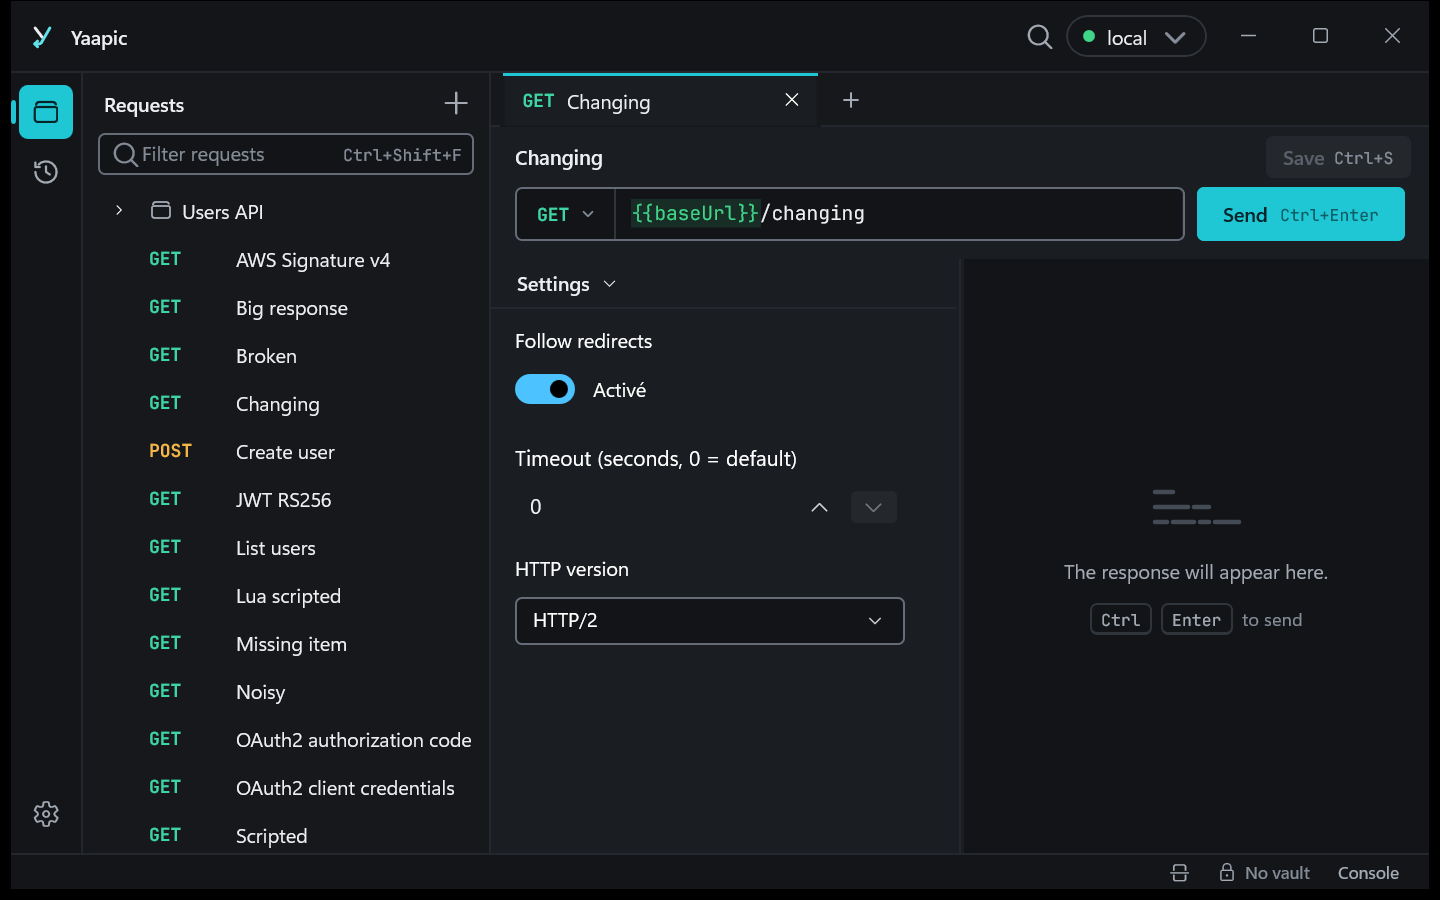 Yaapic
local
Requests
Filter requests Ctrl+Shift+F
Users API
GET AWS Signature v4
GET Big response
GET Broken
GET Changing
POST Create user
GET JWT RS256
GET List users
GET Lua scripted
GET Missing item
GET Noisy
GET OAuth2 authorization code
GET OAuth2 client credentials
GET Scripted
GET Changing
Changing
Save Ctrl+S
GET {{baseUrl}}/changing
Send Ctrl+Enter
Settings
Follow redirects
Activé
Timeout (seconds, 0 = default)
0
HTTP version
HTTP/2
The response will appear here.
Ctrl Enter to send
No vault
Console